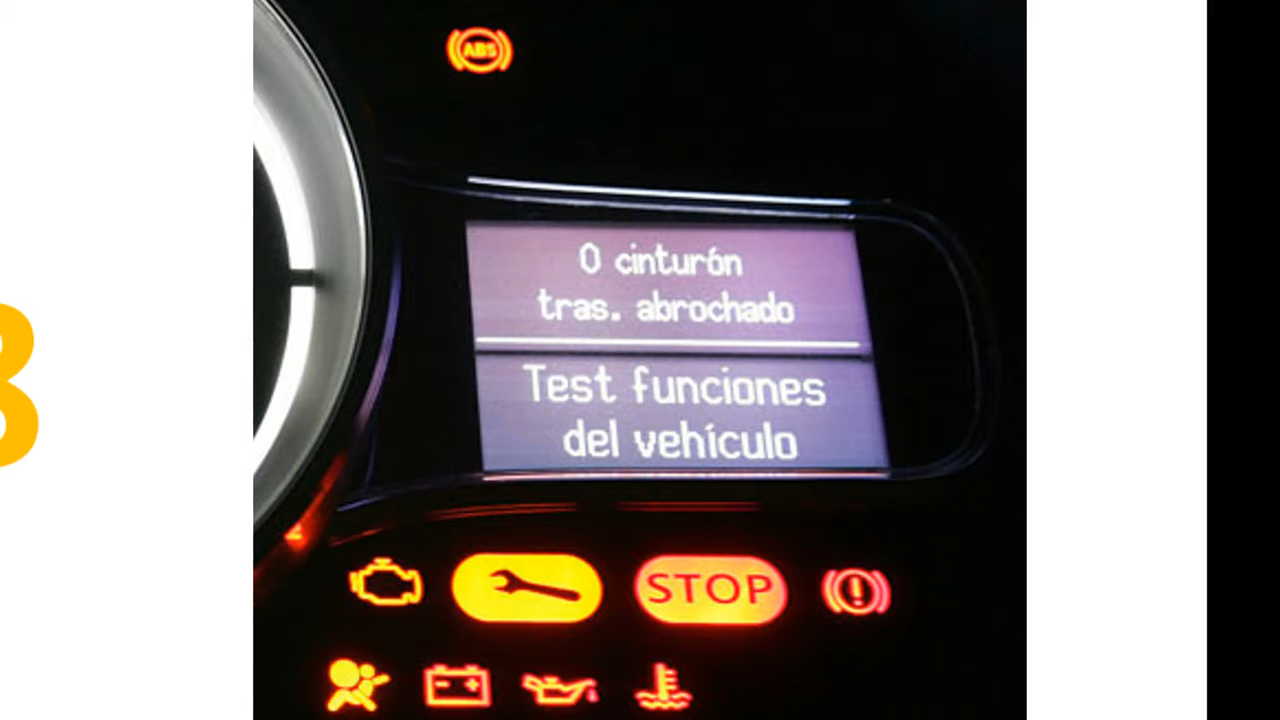 ABS
0 cinturón
tras. abrochado
Test funciones
del vehículo
STOP